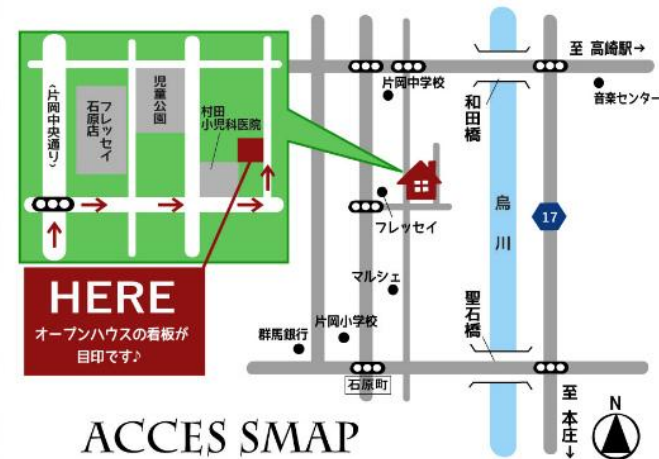 至 高崎駅→
片岡中学校
音楽センター
和田橋
烏川
17
フレッセイ
マルシェ
聖石橋
片岡小学校
群馬銀行
石原町
至 本庄↓
N
(片岡中央通り)
フレッセイ
石原店
児童公園
村田
小児科医院
HERE
オープンハウスの看板が
目印です♪
ACCES SMAP